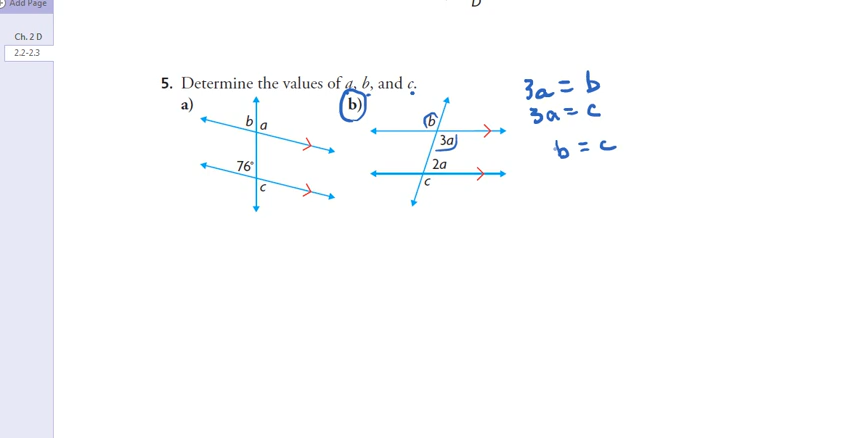 Add Page
D
Ch. 2 D
2.2-2.3
5. Determine the values of a, b, and c.
a)
b)
b a
76°
c
b
3a
2a
c
3a = b
3a = c
b = c